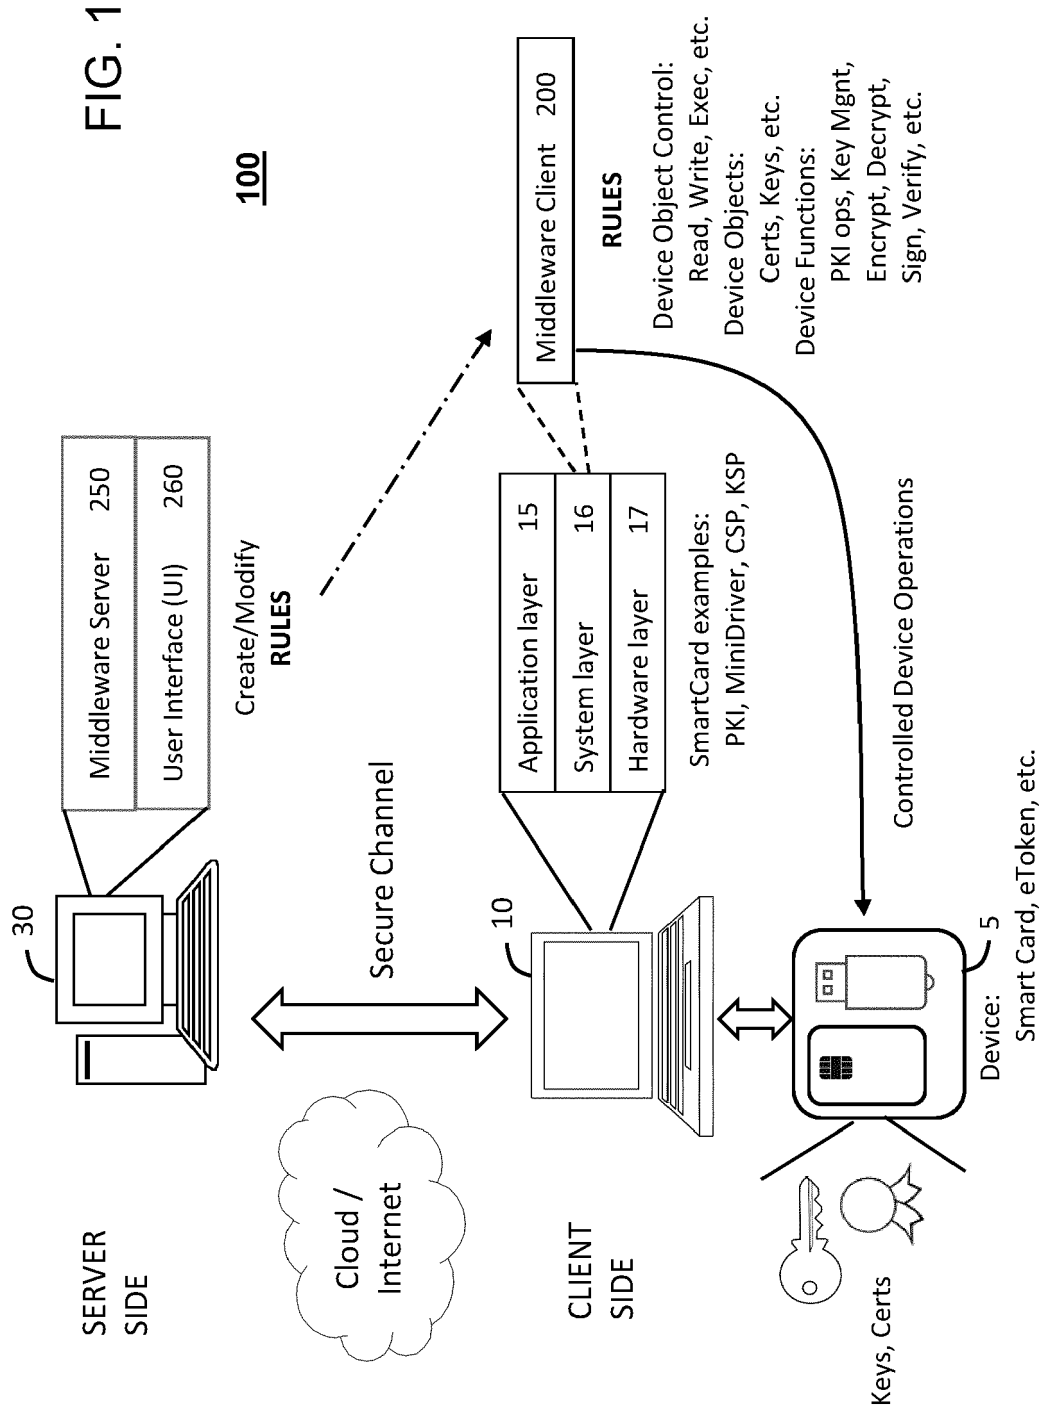 FIG. 1
100
SERVER
SIDE
30
Middleware Server 250
User Interface (UI) 260
Create/Modify
RULES
Cloud /
Internet
Secure Channel
CLIENT
SIDE
10
Application layer 15
System layer 16
Hardware layer 17
SmartCard examples:
PKI, MiniDriver, CSP, KSP
Middleware Client 200
RULES
Device Object Control:
Read, Write, Exec, etc.
Device Objects:
Certs, Keys, etc.
Device Functions:
PKI ops, Key Mgnt,
Encrypt, Decrypt,
Sign, Verify, etc.
Controlled Device Operations
Keys, Certs
5
Device:
Smart Card, eToken, etc.